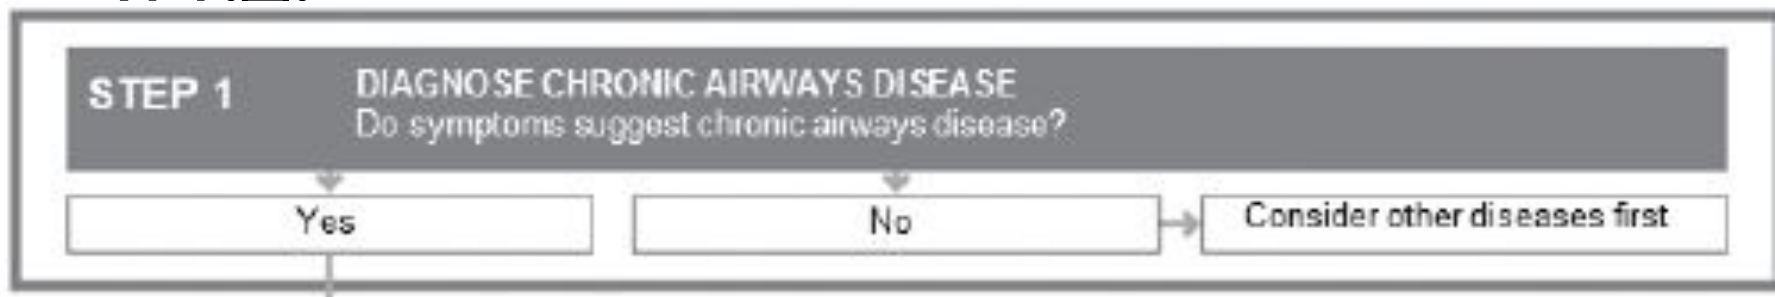 STEP 1
DIAGNOSE CHRONIC AIRWAYS DISEASE
Do symptoms suggest chronic airways disease?
Yes
No
Consider other diseases first